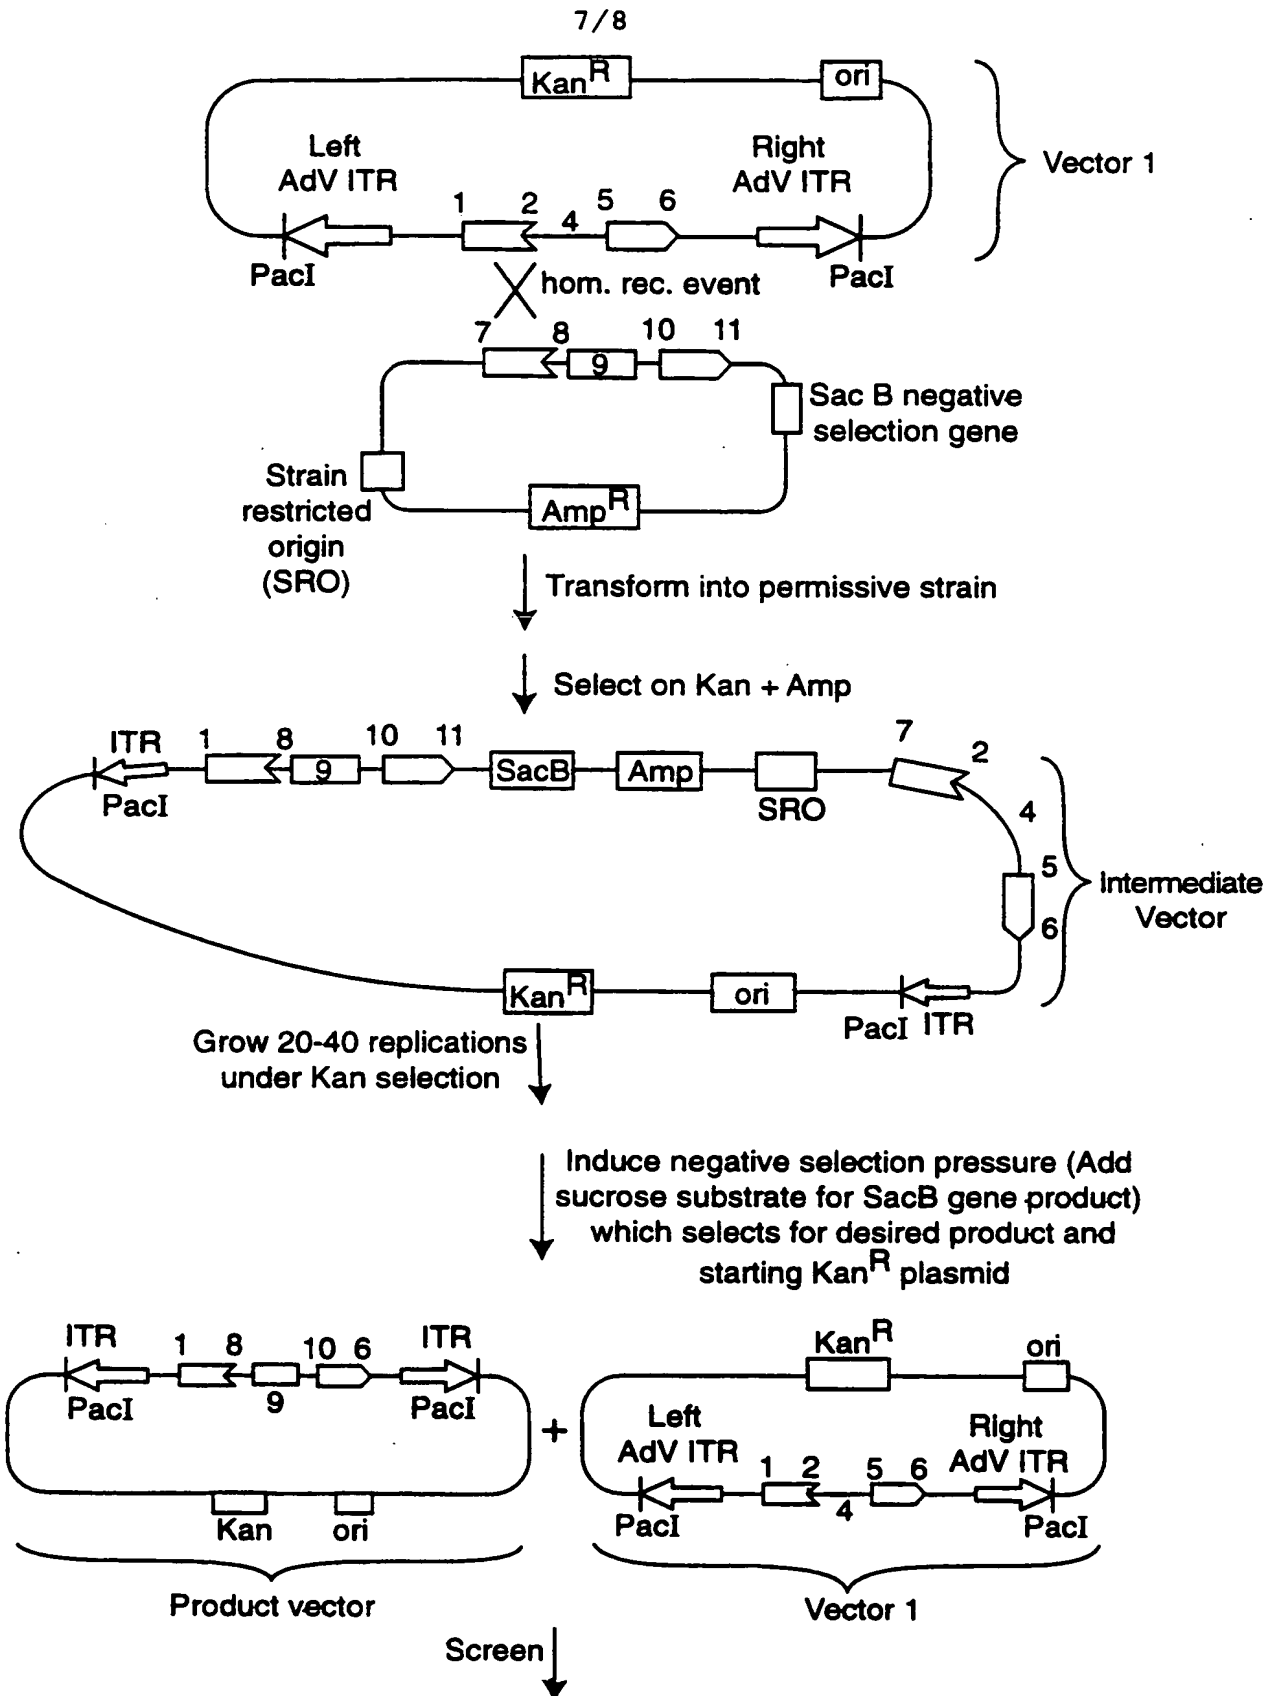 7/8
Kan^R
ori
Left
AdV ITR
Right
AdV ITR
Vector 1
1
2
4
5
6
PacI
PacI
hom. rec. event
7
8
9
10
11
Sac B negative
selection gene
Strain
restricted
origin
(SRO)
Amp^R
Transform into permissive strain
Select on Kan + Amp
ITR
PacI
1
8
9
10
11
SacB
Amp
SRO
7
2
4
5
6
Intermediate
Vector
Kan^R
ori
PacI
ITR
Grow 20-40 replications
under Kan selection
Induce negative selection pressure (Add
sucrose substrate for SacB gene product)
which selects for desired product and
starting Kan^R plasmid
ITR
1
8
10
6
ITR
PacI
9
PacI
Kan
ori
Product vector
+
Kan^R
ori
Left
AdV ITR
Right
AdV ITR
1
2
5
6
4
PacI
PacI
Vector 1
Screen